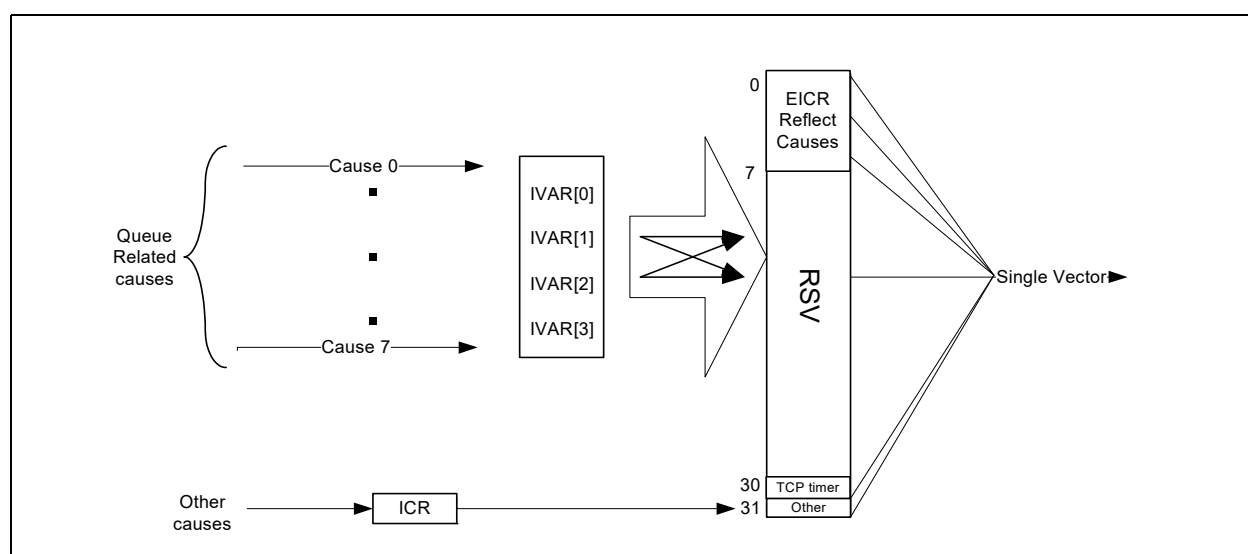 0
EICR
Reflect
Causes
7
Cause 0
Queue
Related
causes
IVAR[0]
IVAR[1]
IVAR[2]
IVAR[3]
RSV
Single Vector
Cause 7
30
TCP timer
Other
causes
ICR
31
Other